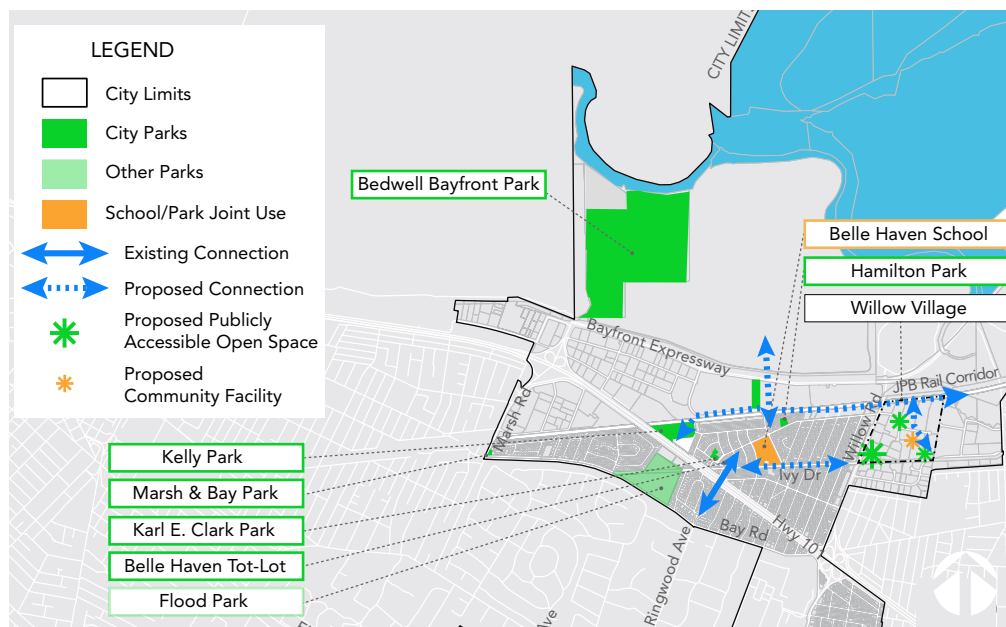 LEGEND
City Limits
City Parks
Other Parks
School/Park Joint Use
Existing Connection
Proposed Connection
Proposed Publicly
Accessible Open Space
Proposed
Community Facility
CITY LIMITS
Bedwell Bayfront Park
Belle Haven School
Hamilton Park
Willow Village
Bayfront Expressway
JPB Rail Corridor
Marsh Rd
Willow Rd
Ivy Dr
Hwy 101
Bay Rd
Ringwood Ave
Ave
Kelly Park
Marsh & Bay Park
Karl E. Clark Park
Belle Haven Tot-Lot
Flood Park